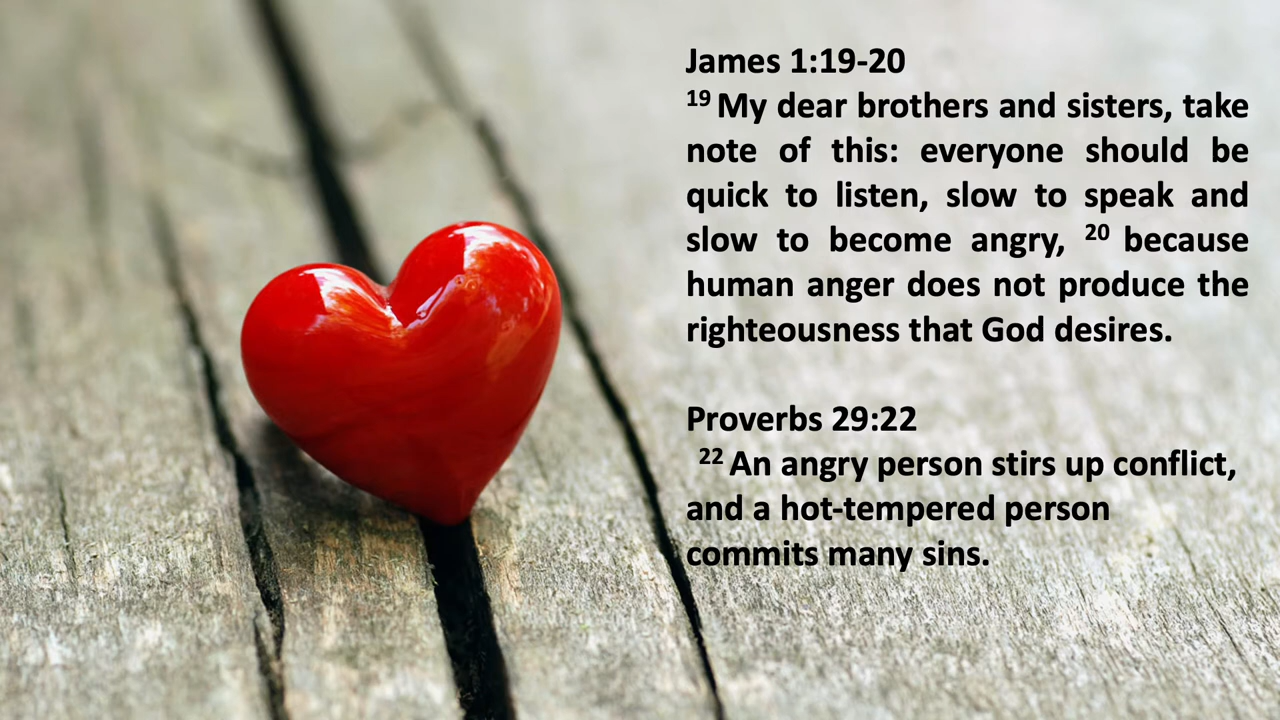 James 1:19-20
19 My dear brothers and sisters, take
note of this: everyone should be
quick to listen, slow to speak and
slow to become angry, 20 because
human anger does not produce the
righteousness that God desires.
Proverbs 29:22
22 An angry person stirs up conflict,
and a hot-tempered person
commits many sins.